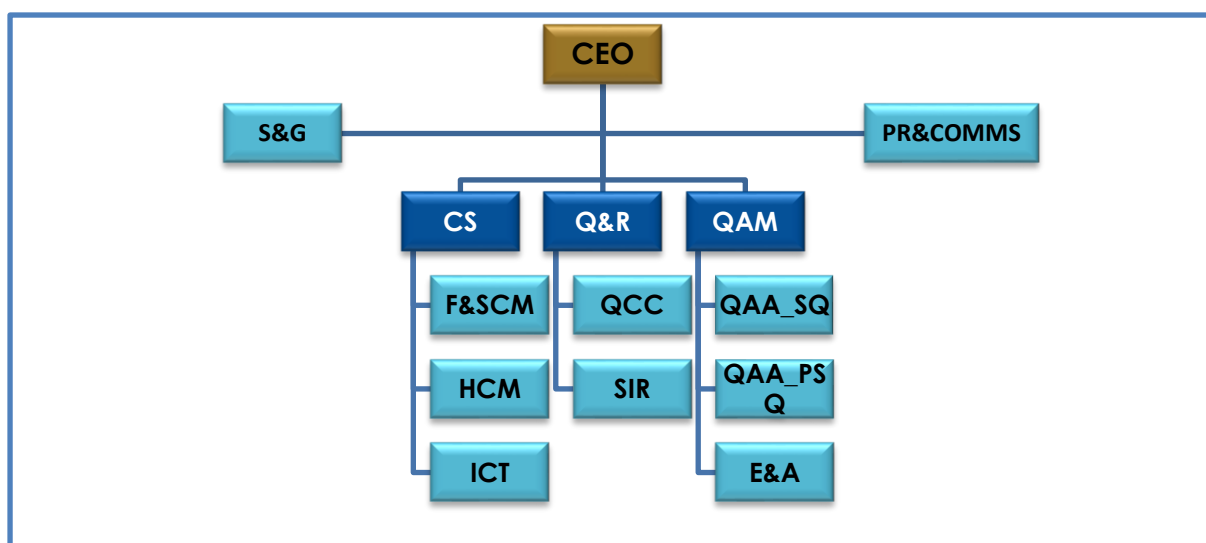 CEO
S&G
PR&COMMS
CS
Q&R
QAM
F&SCM
QCC
QAA_SQ
HCM
SIR
QAA_PS
Q
ICT
E&A